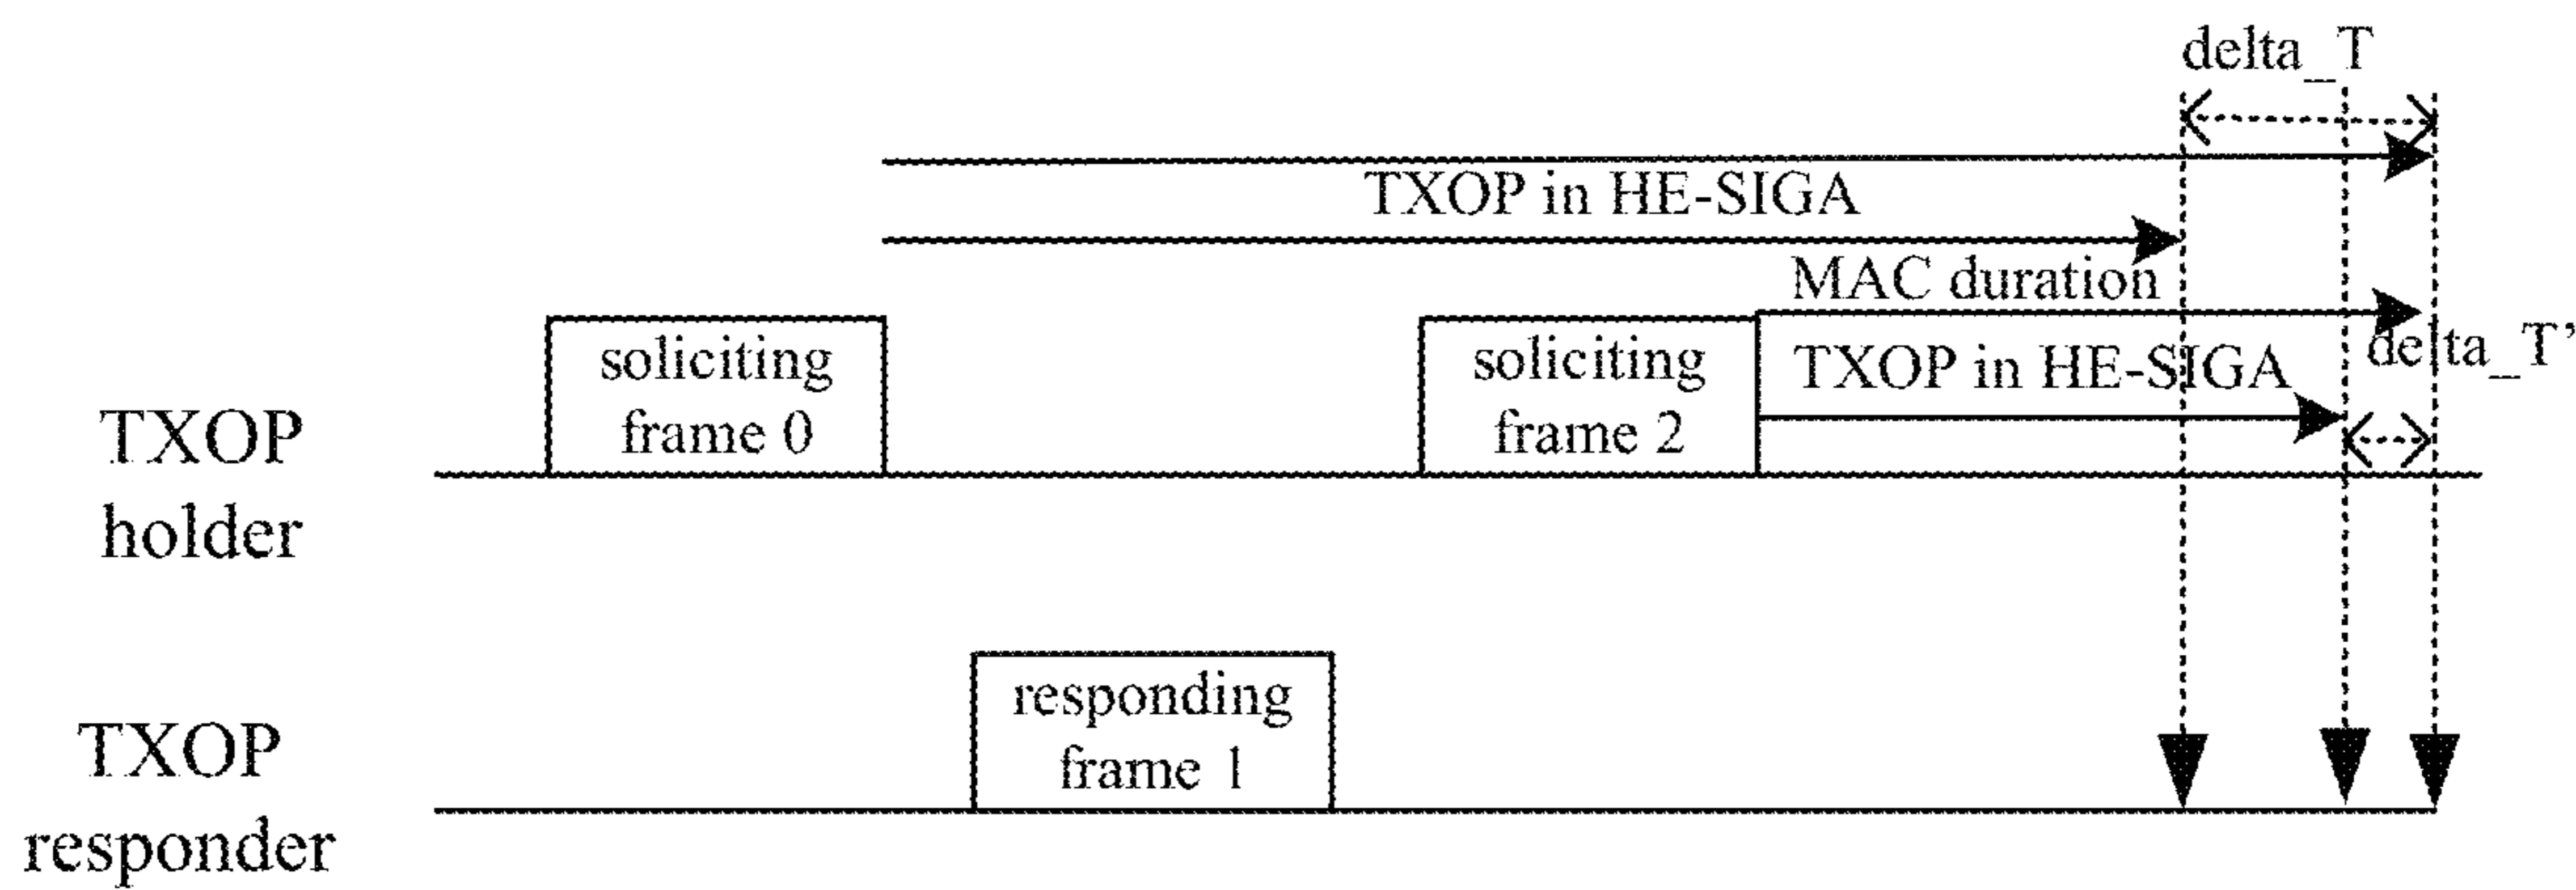 delta_T
TXOP in HE-SIGA
MAC duration
soliciting
frame 0
soliciting
frame 2
TXOP in HE-SIGA
delta_T’
TXOP
holder
responding
frame 1
TXOP
responder